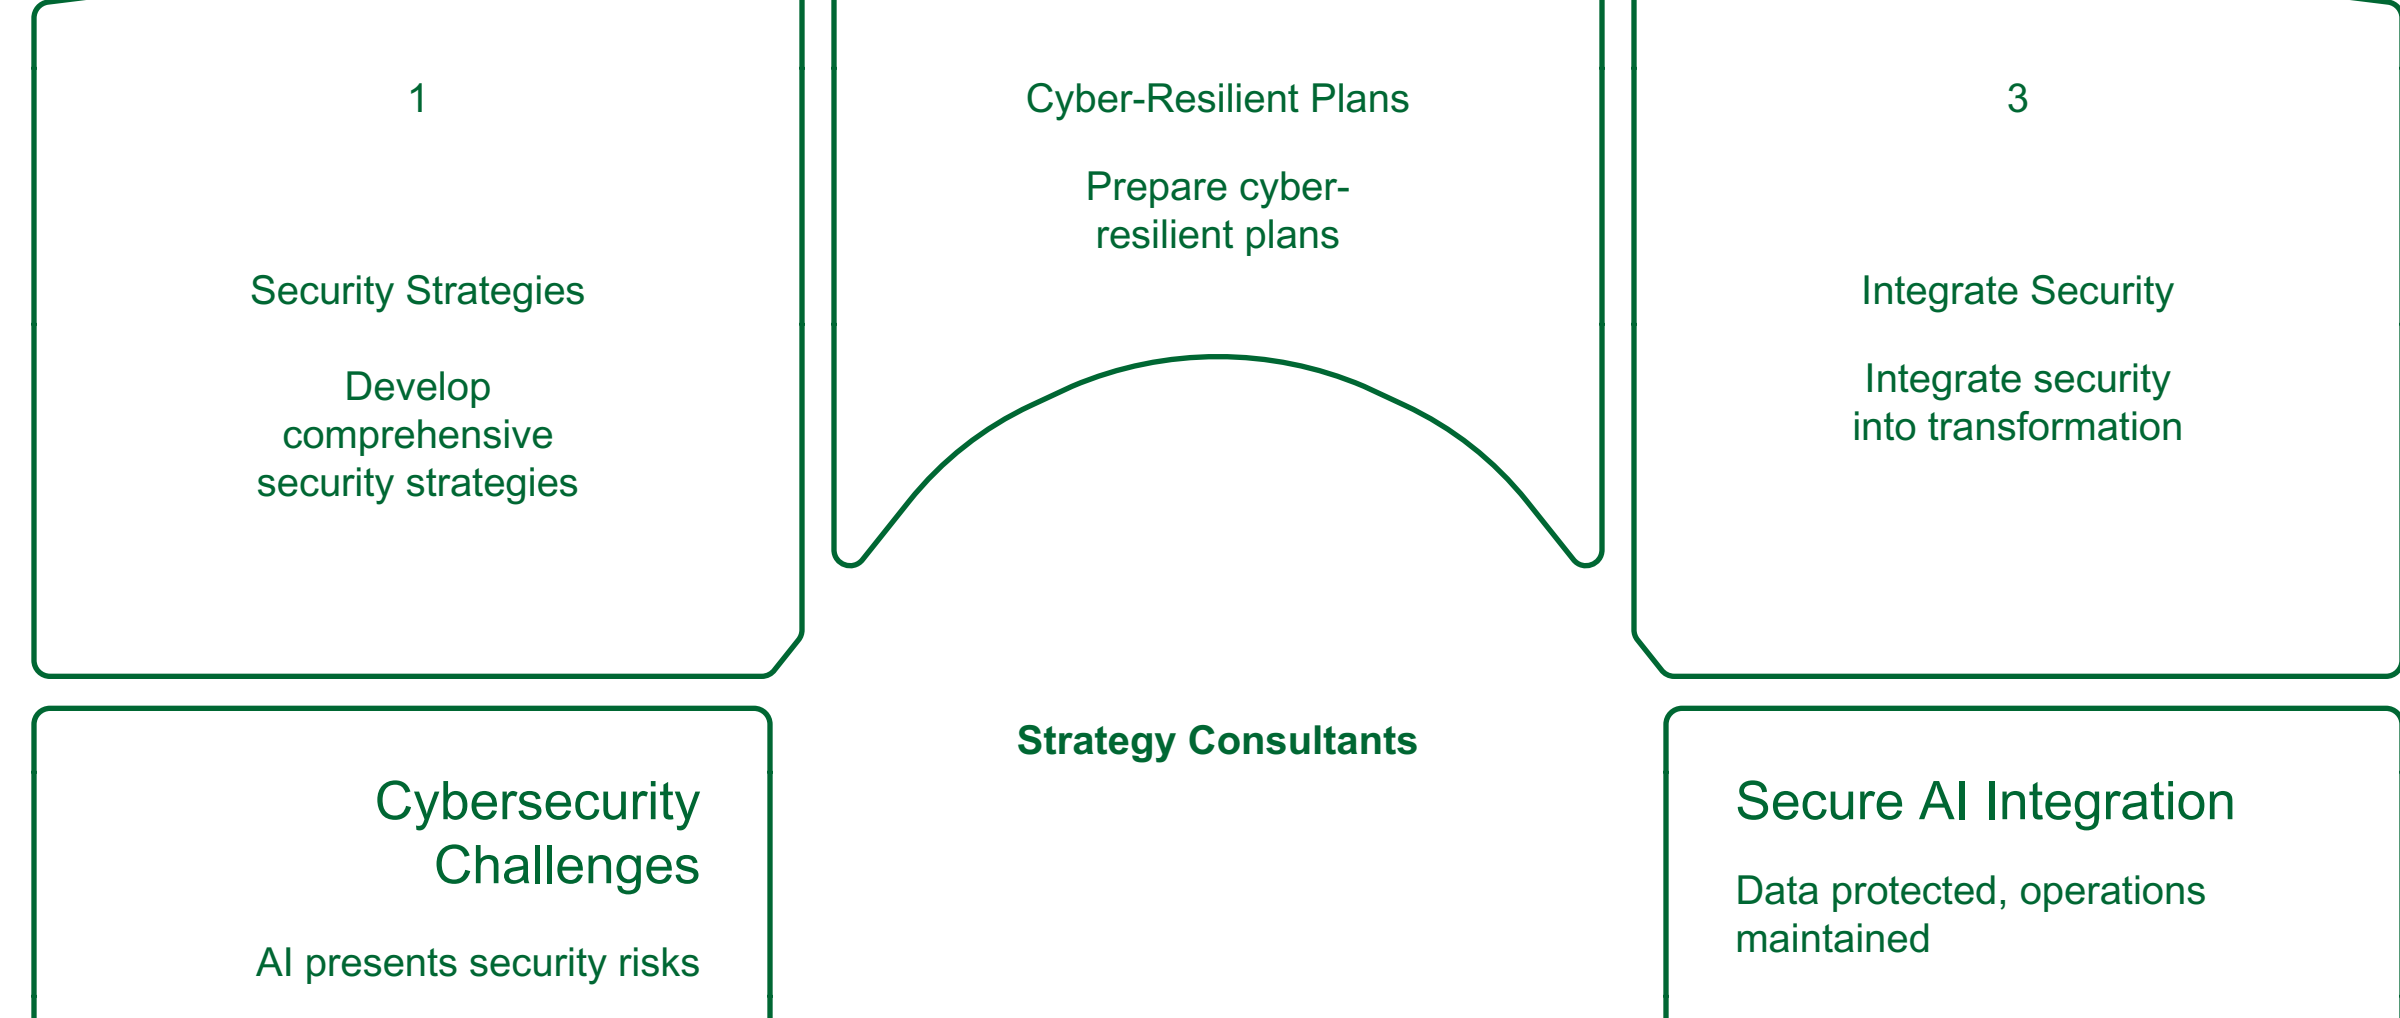 1
Security Strategies
Develop
comprehensive
security strategies
Cyber-Resilient Plans
Prepare cyber-
resilient plans
3
Integrate Security
Integrate security
into transformation
Strategy Consultants
Cybersecurity
Challenges
AI presents security risks
Secure AI Integration
Data protected, operations
maintained